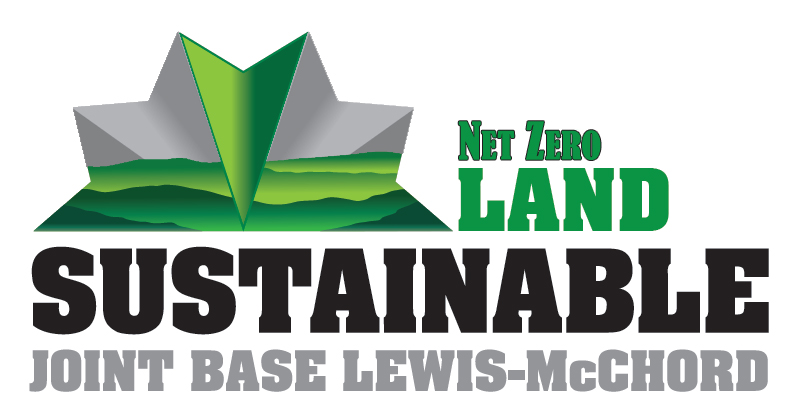 NET ZERO
LAND
SUSTAINABLE
JOINT BASE LEWIS-McCHORD